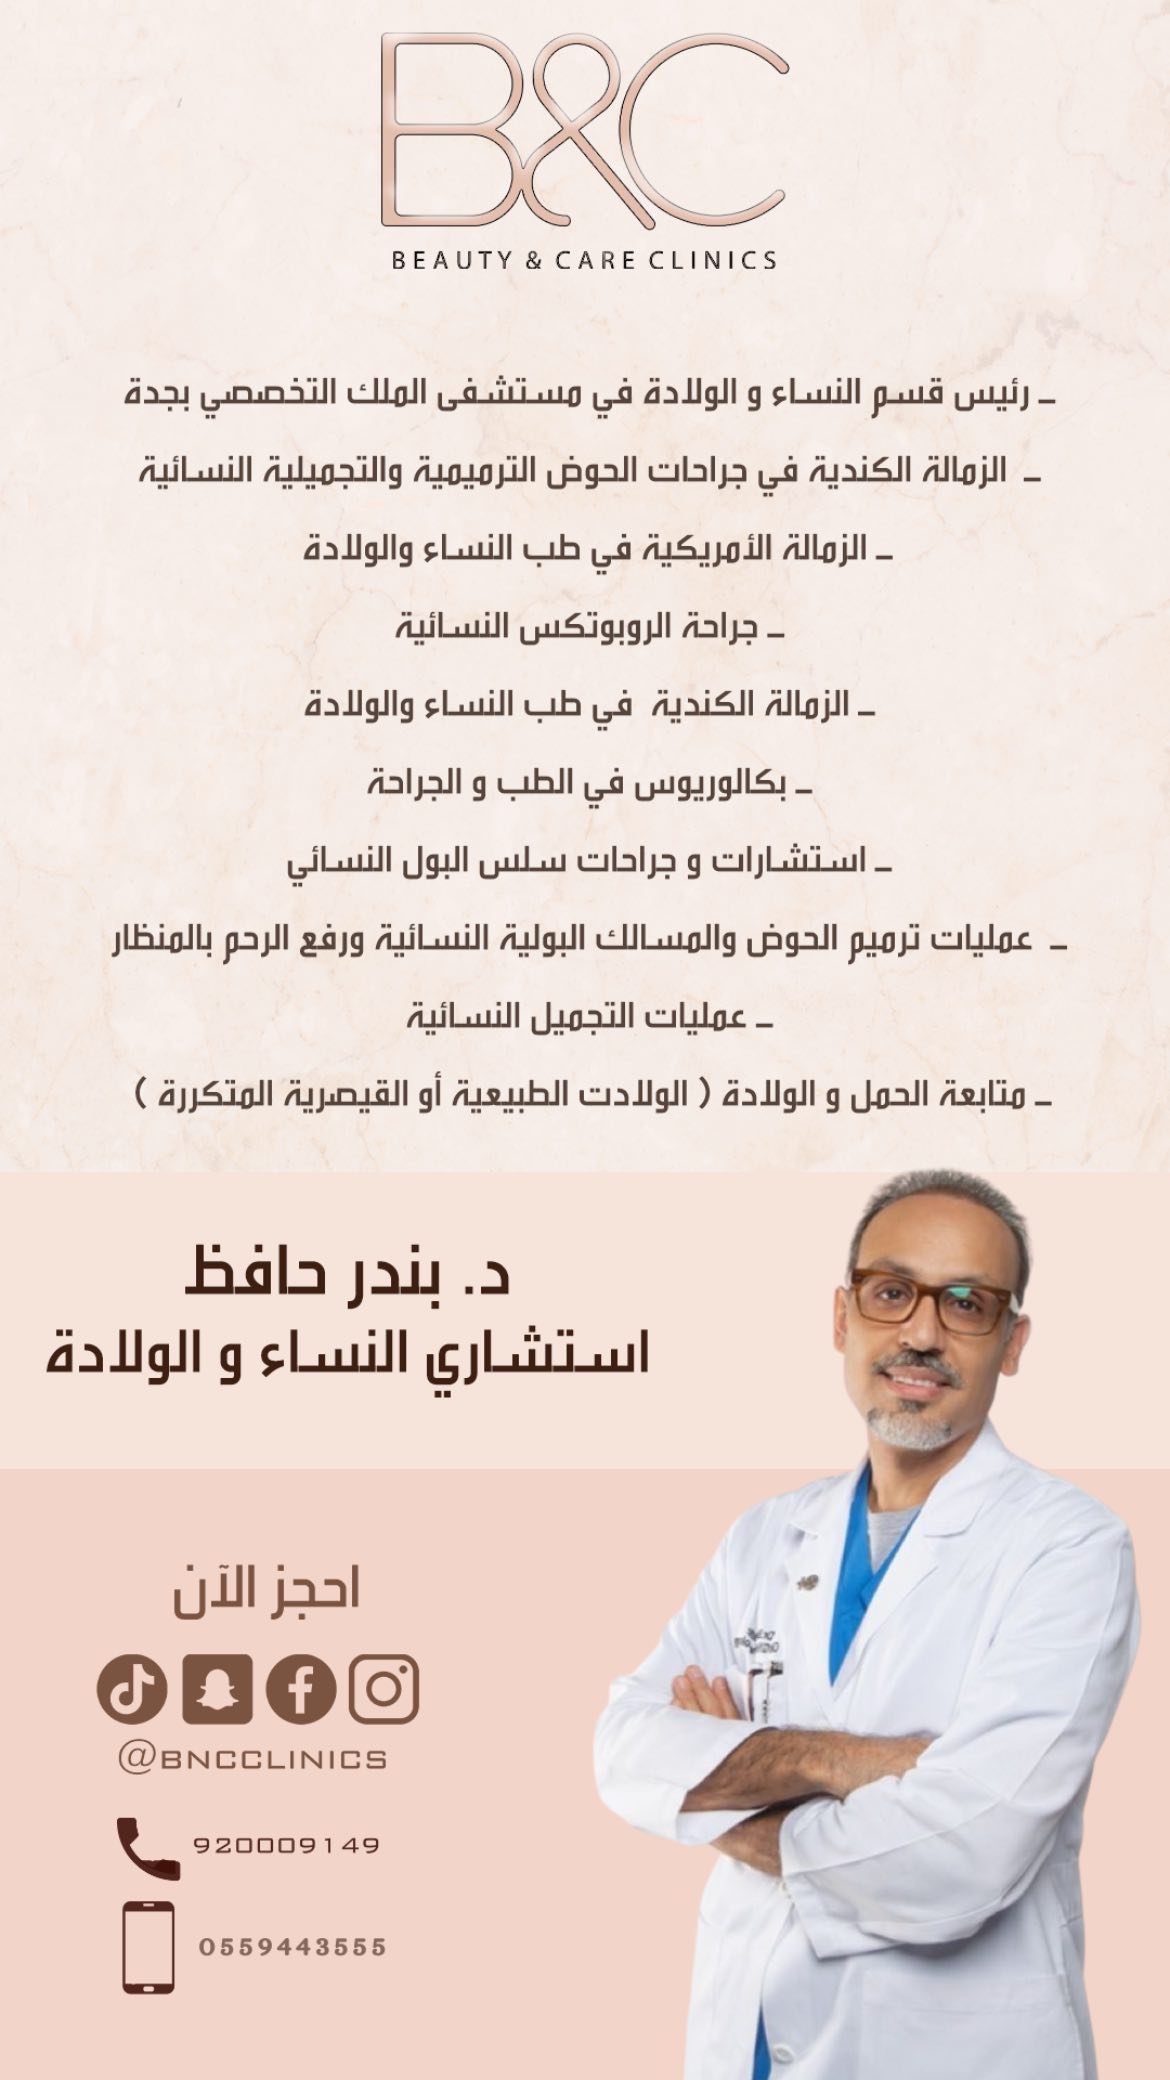 B&C
BEAUTY & CARE CLINICS
ـ رئيس قسم النساء و الولادة في مستشفى الملك التخصصي بجدة
ـ الزمالة الكندية في جراحات الحوض الترميمية والتجميلية النسائية
ـ الزمالة الأمريكية في طب النساء والولادة
ـ جراحة الروبوتكس النسائية
ـ الزمالة الكندية في طب النساء والولادة
ـ بكالوريوس في الطب و الجراحة
ـ استشارات و جراحات سلس البول النسائي
ـ عمليات ترميم الحوض والمسالك البولية النسائية ورفع الرحم بالمنظار
ـ عمليات التجميل النسائية
ـ متابعة الحمل و الولادة ( الولادت الطبيعية أو القيصرية المتكررة )
د. بندر حافظ
استشاري النساء و الولادة
احجز الآن
@BNCCLINICS
920009149
0559443555